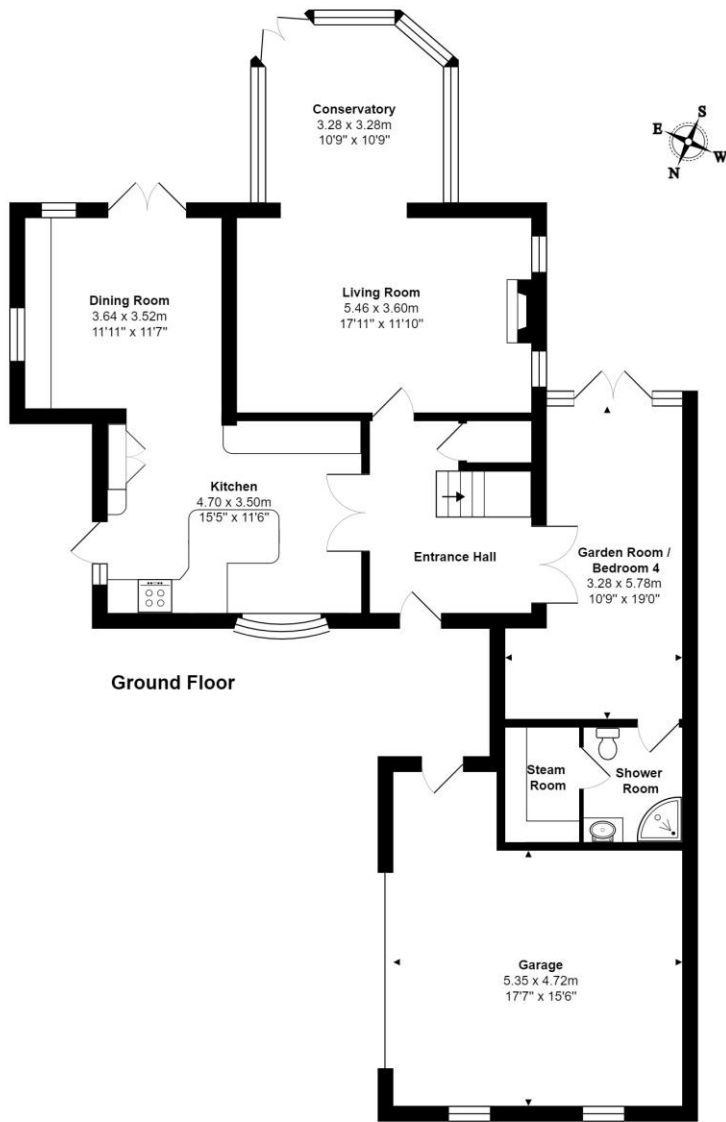 Conservatory
3.28 x 3.28m
10'9" x 10'9"
S
E
W
N
Dining Room
3.64 x 3.52m
11'11" x 11'7"
Living Room
5.46 x 3.60m
17'11" x 11'10"
Kitchen
4.70 x 3.50m
15'5" x 11'6"
Entrance Hall
Garden Room /
Bedroom 4
3.28 x 5.78m
10'9" x 19'0"
Ground Floor
Steam
Room
Shower
Room
Garage
5.35 x 4.72m
17'7" x 15'6"